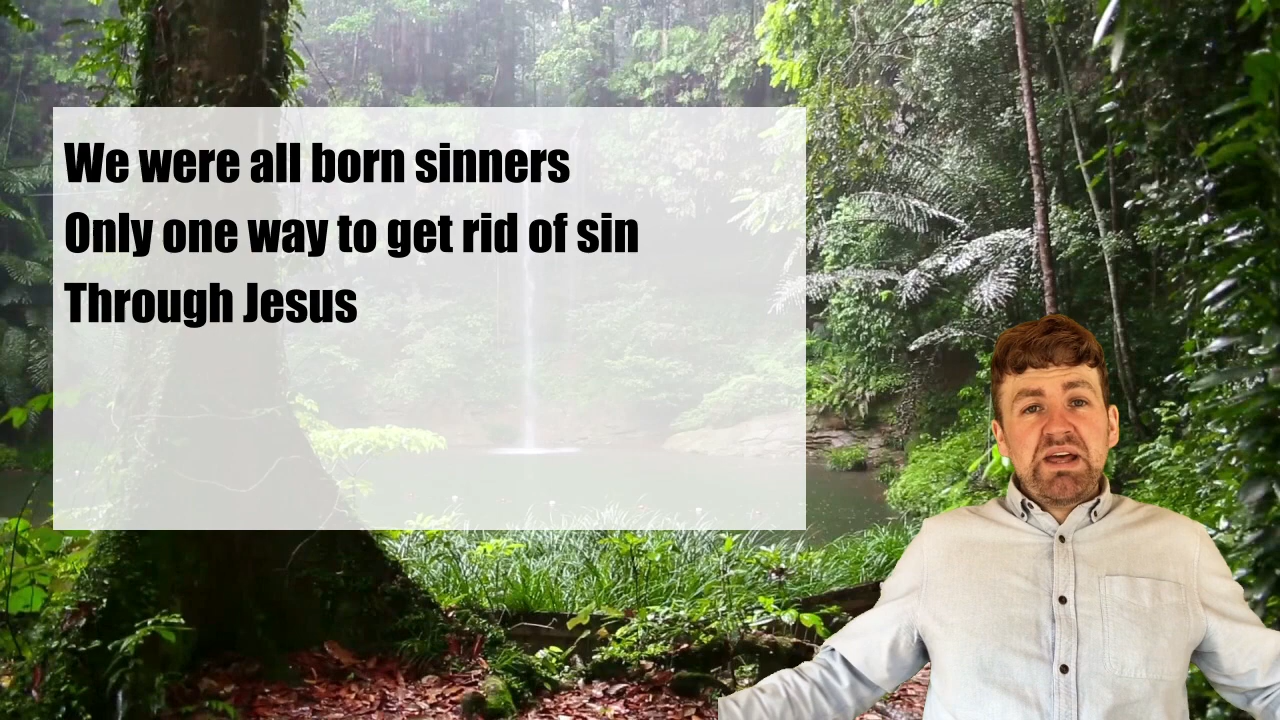 We were all born sinners
Only one way to get rid of sin
Through Jesus